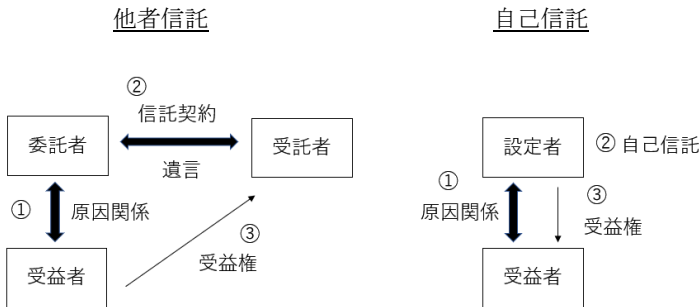 他者信託
②
信託契約
委託者
受託者
遺言
①
原因関係
③
受益権
受益者
自己信託
設定者
② 自己信託
①
原因関係
③
受益権
受益者